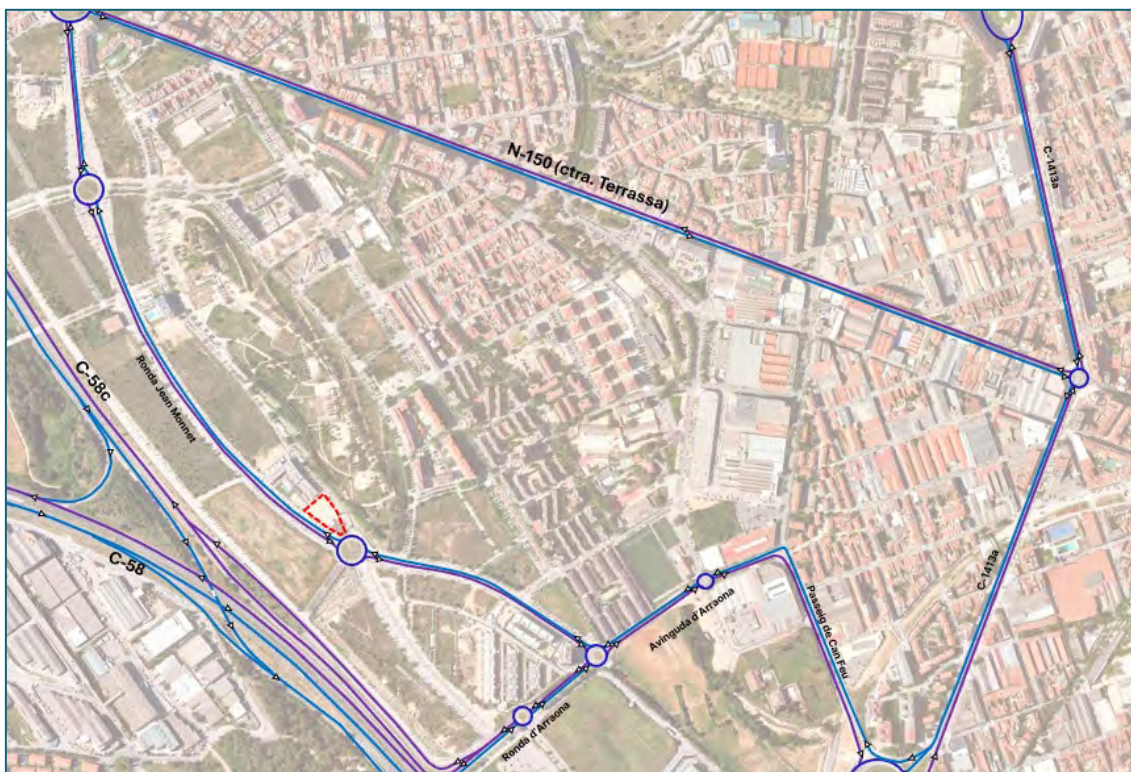 N-150 (ctra. Terrassa)
C-1413a
Ronda Jean Monnet
C-58c
C-58
C-1413a
Avinguda d'Arraona
Passeig de Can Feu
Ronda d'Arraona